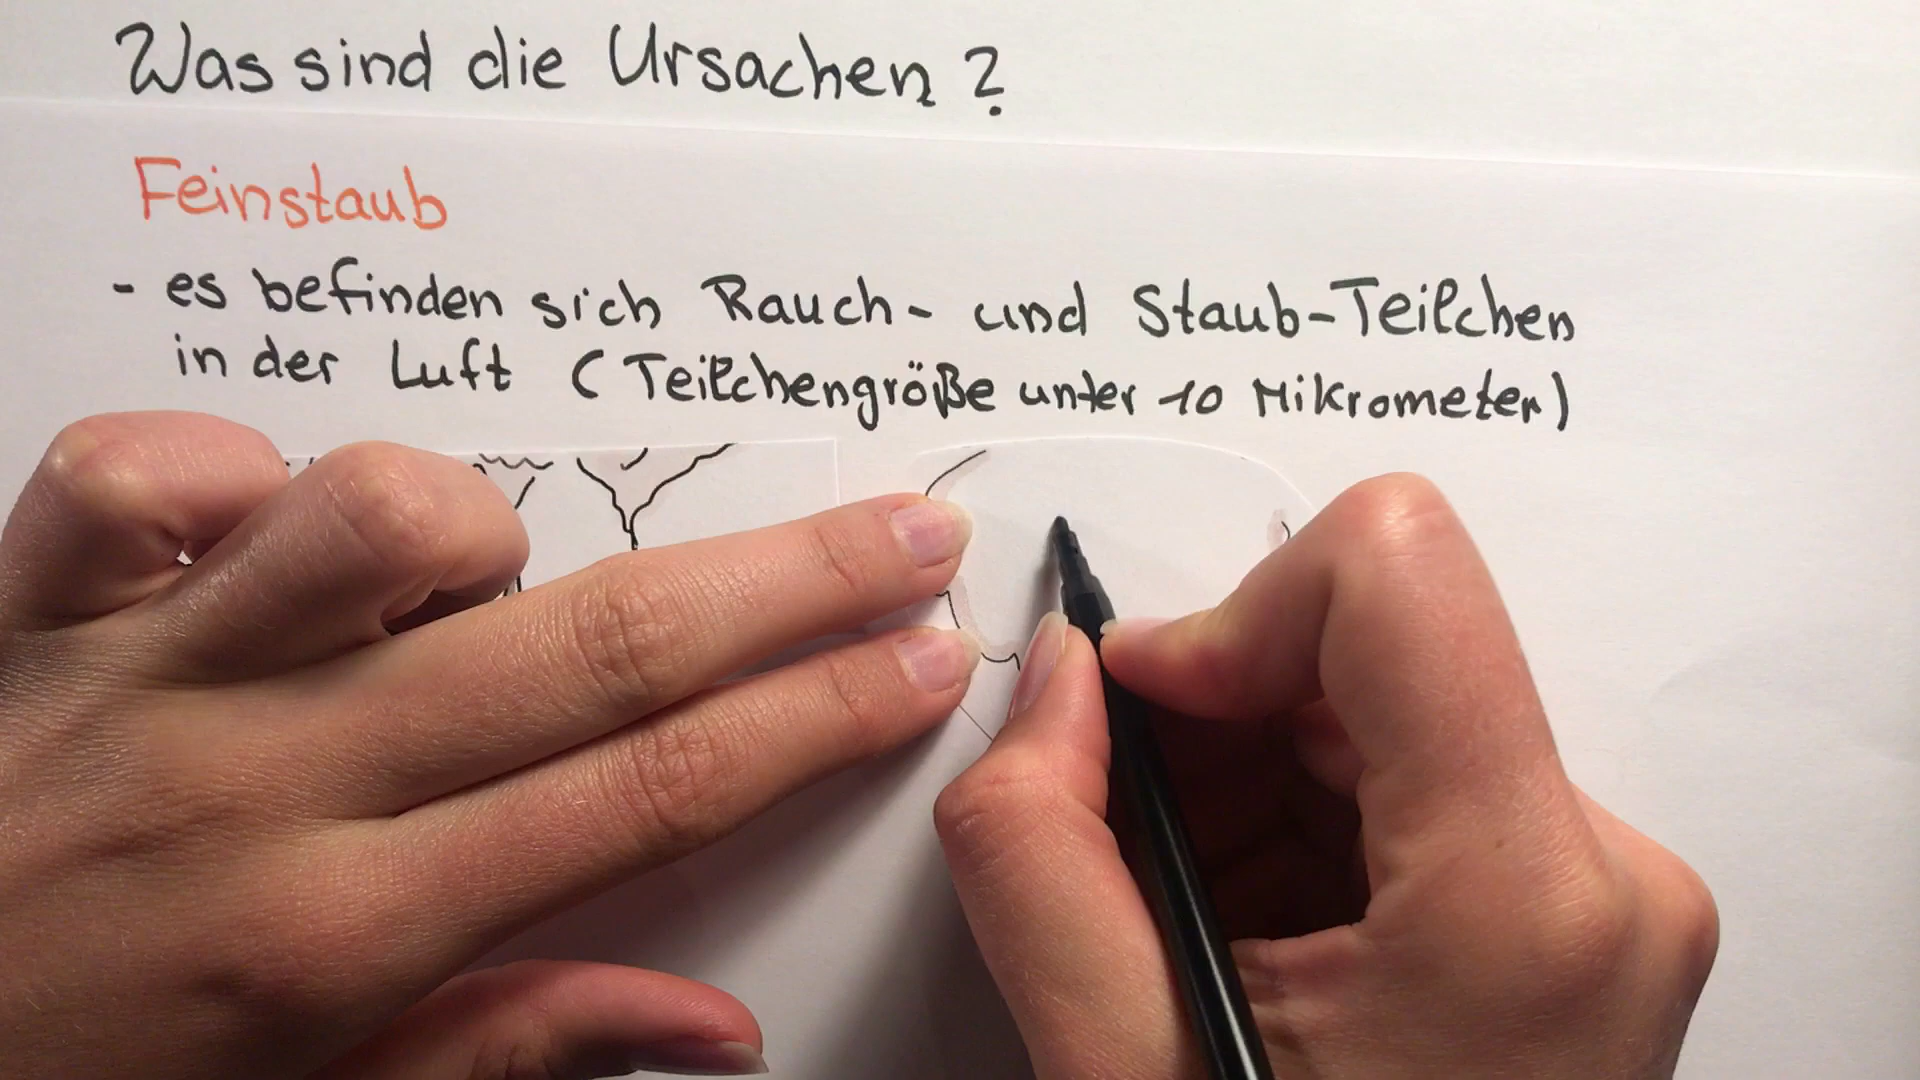 Was sind die Ursachen?
Feinstaub
- es befinden sich Rauch- und Staub-Teilchen
in der Luft (Teilchengröße unter 10 Mikrometer)